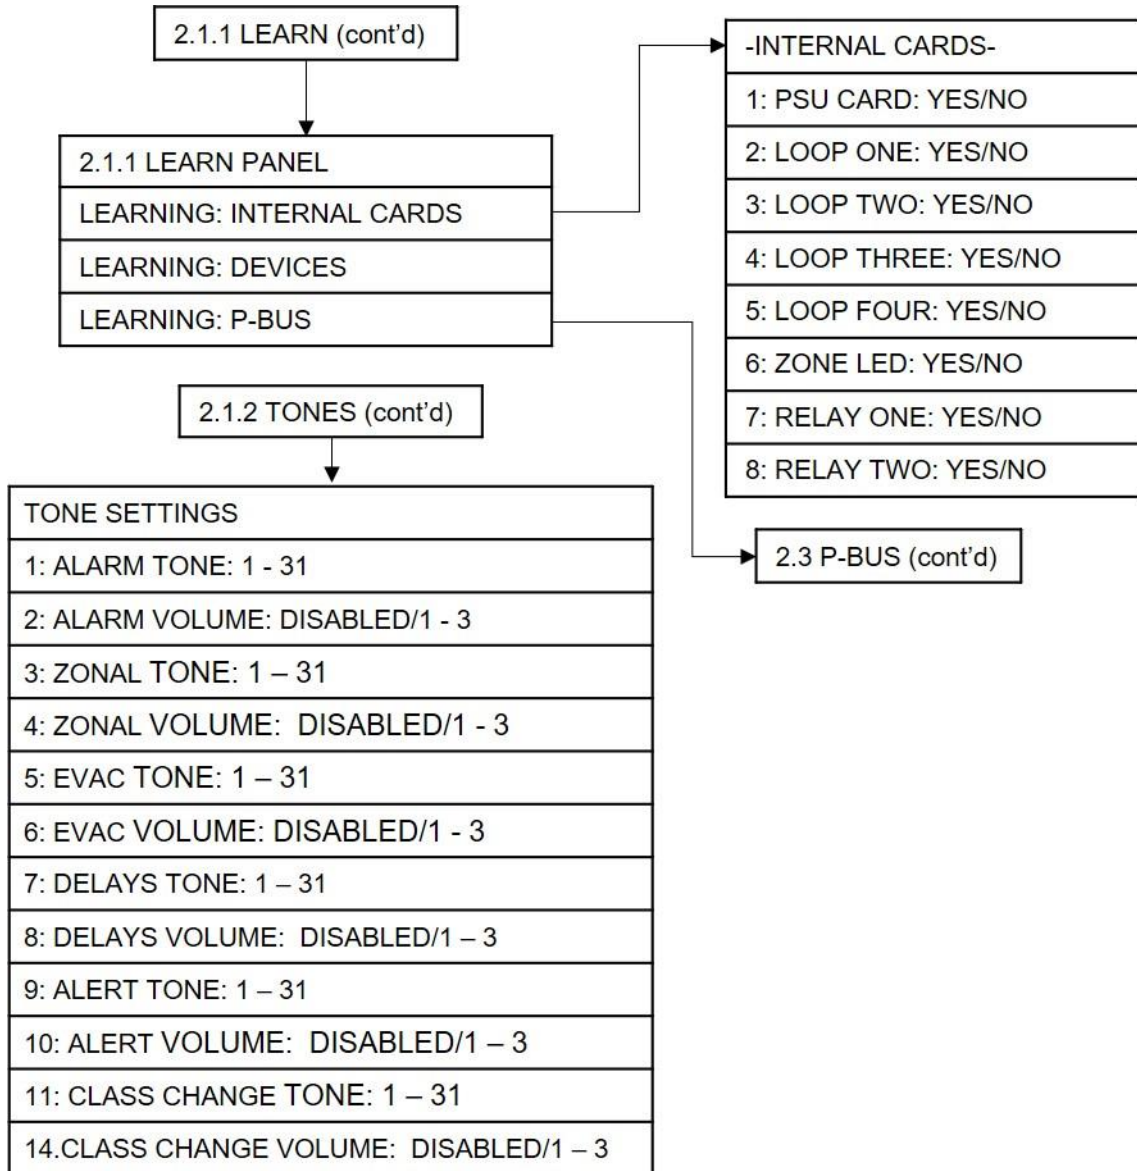 2.1.1 LEARN (cont’d)
2.1.1 LEARN PANEL
LEARNING: INTERNAL CARDS
LEARNING: DEVICES
LEARNING: P-BUS
-INTERNAL CARDS-
1: PSU CARD: YES/NO
2: LOOP ONE: YES/NO
3: LOOP TWO: YES/NO
4: LOOP THREE: YES/NO
5: LOOP FOUR: YES/NO
6: ZONE LED: YES/NO
7: RELAY ONE: YES/NO
8: RELAY TWO: YES/NO
2.3 P-BUS (cont’d)
2.1.2 TONES (cont’d)
TONE SETTINGS
1: ALARM TONE: 1 - 31
2: ALARM VOLUME: DISABLED/1 - 3
3: ZONAL TONE: 1 – 31
4: ZONAL VOLUME:  DISABLED/1 - 3
5: EVAC TONE: 1 – 31
6: EVAC VOLUME: DISABLED/1 - 3
7: DELAYS TONE: 1 – 31
8: DELAYS VOLUME:  DISABLED/1 – 3
9: ALERT TONE: 1 – 31
10: ALERT VOLUME:  DISABLED/1 – 3
11: CLASS CHANGE TONE: 1 – 31
14.CLASS CHANGE VOLUME:  DISABLED/1 – 3